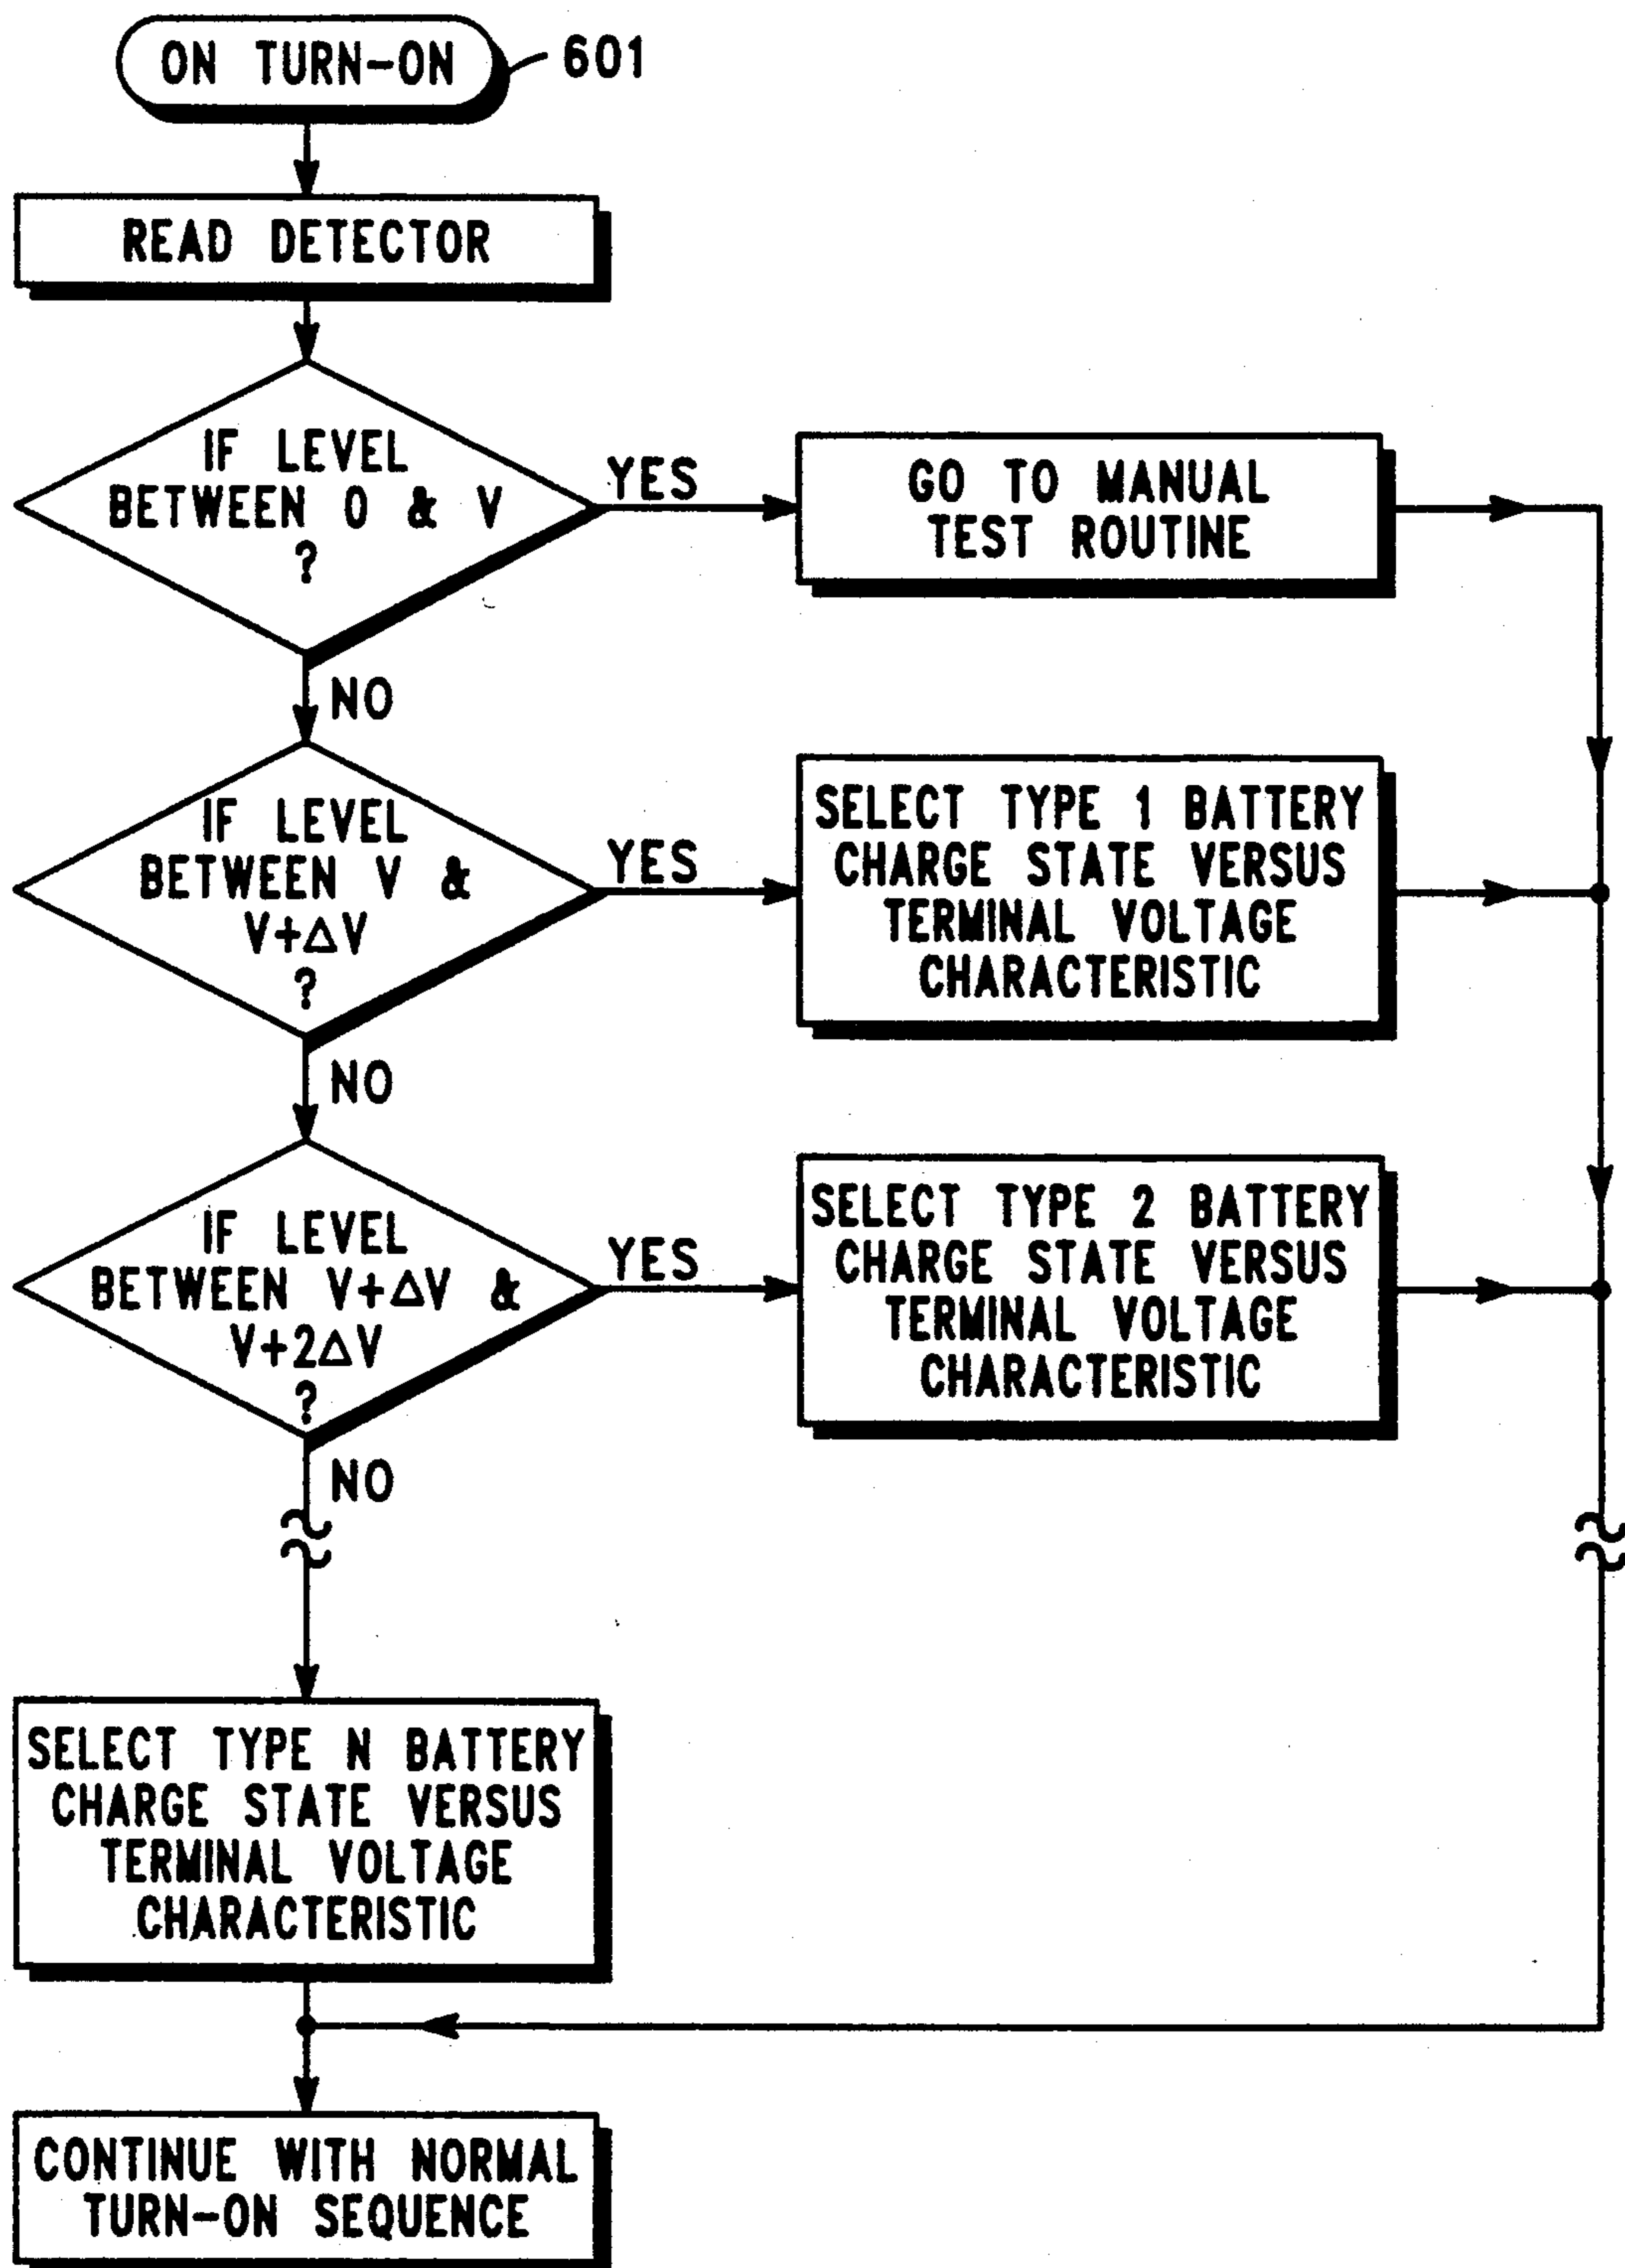 ON TURN-ON
601
READ DETECTOR
IF LEVEL
BETWEEN 0 & V
?
YES
GO TO MANUAL
TEST ROUTINE
NO
IF LEVEL
BETWEEN V &
V+ΔV
?
YES
SELECT TYPE 1 BATTERY
CHARGE STATE VERSUS
TERMINAL VOLTAGE
CHARACTERISTIC
NO
IF LEVEL
BETWEEN V+ΔV &
V+2ΔV
?
YES
SELECT TYPE 2 BATTERY
CHARGE STATE VERSUS
TERMINAL VOLTAGE
CHARACTERISTIC
NO
SELECT TYPE N BATTERY
CHARGE STATE VERSUS
TERMINAL VOLTAGE
CHARACTERISTIC
CONTINUE WITH NORMAL
TURN-ON SEQUENCE